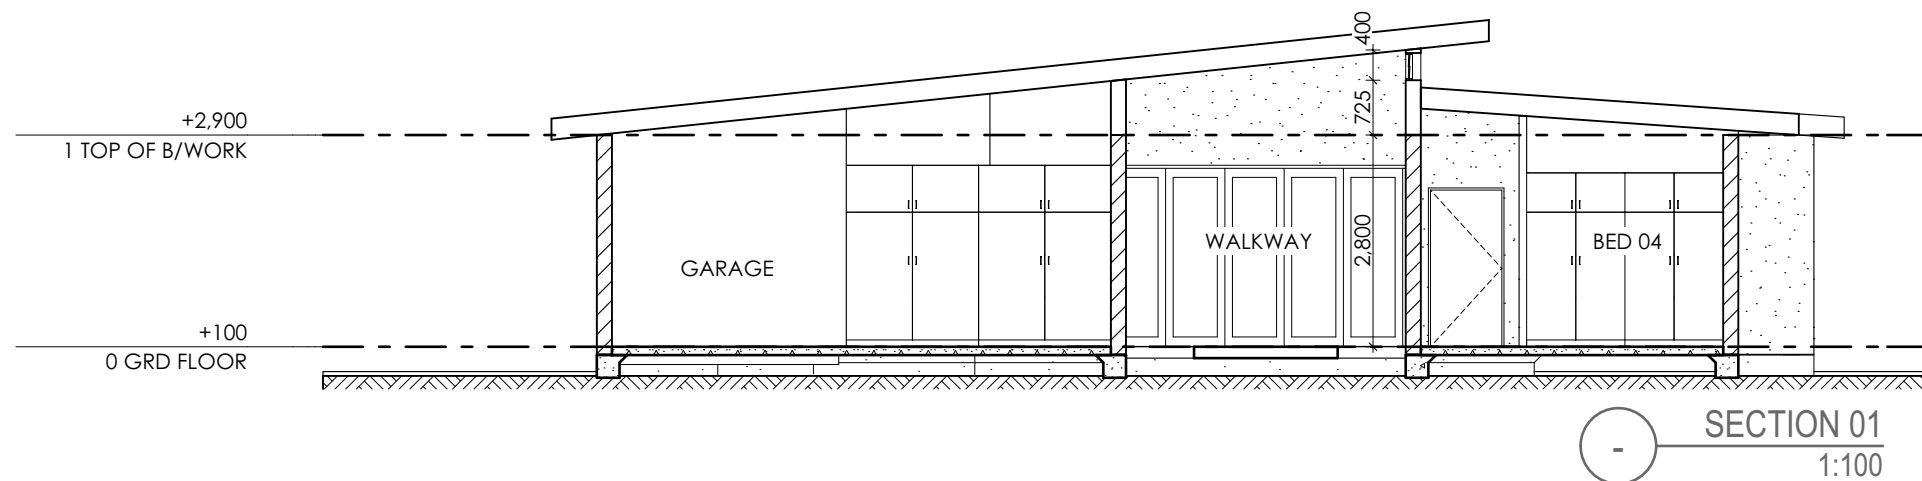 400
+2,900
1 TOP OF B/WORK
725
GARAGE
WALKWAY
2,800
BED 04
+100
0 GRD FLOOR
-
SECTION 01
1:100